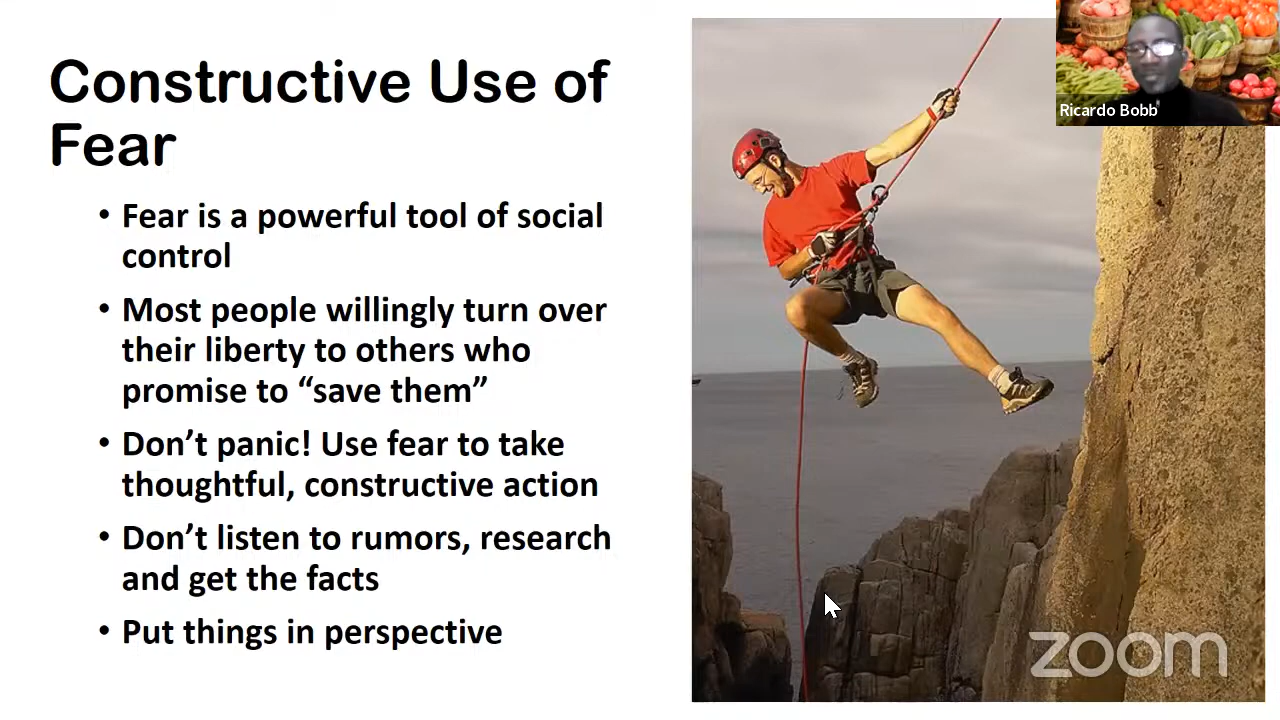 Constructive Use of
Fear
• Fear is a powerful tool of social
control
• Most people willingly turn over
their liberty to others who
promise to “save them”
• Don’t panic! Use fear to take
thoughtful, constructive action
• Don’t listen to rumors, research
and get the facts
• Put things in perspective
Ricardo Bobb
zoom